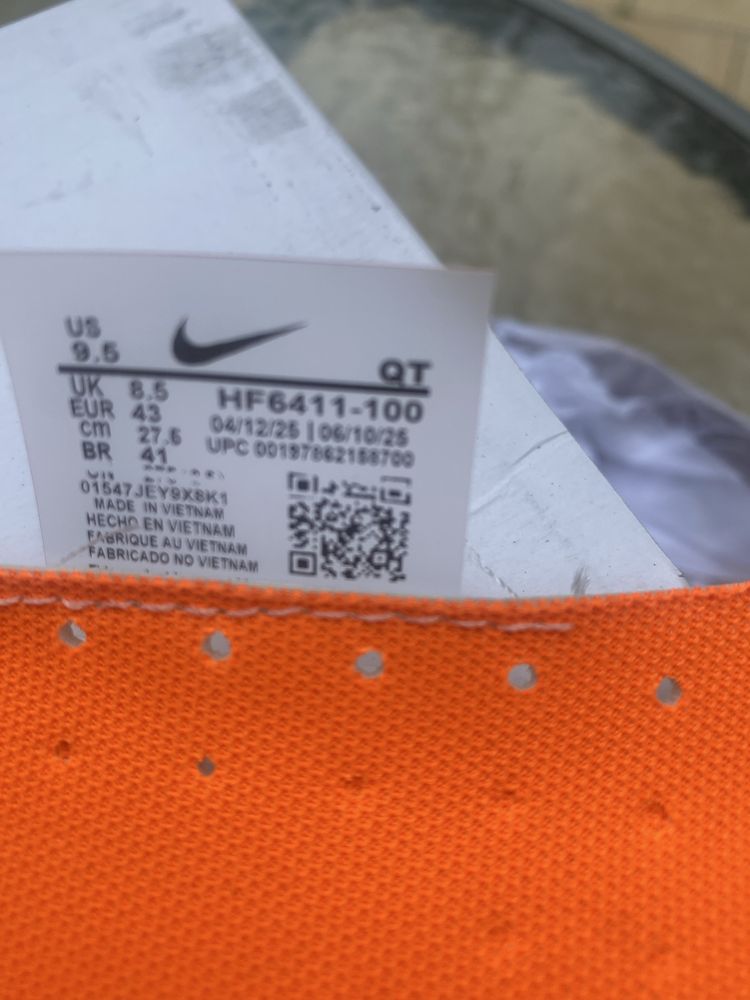 US
9.5
QT
UK 8.5
HF6411-100
EUR 43
04/12/25 | 06/10/25
cm 27.5
UPC 00197862158700
BR 41
01547JEY9X8K1
MADE IN VIETNAM
HECHO EN VIETNAM
FABRIQUE AU VIETNAM
FABRICADO NO VIETNAM